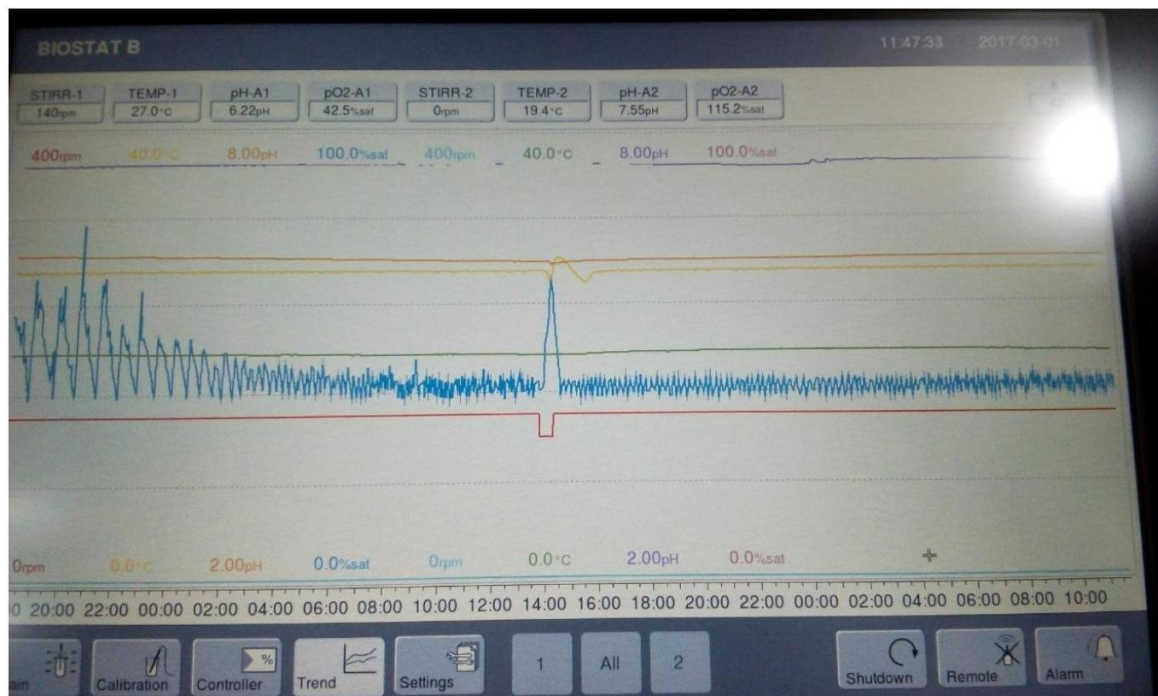 BIOSTAT B 11:47:33 2017-03-01
STIRR-1 TEMP-1 pH-A1 pO2-A1 STIRR-2 TEMP-2 pH-A2 pO2-A2
140rpm 27.0°C 6.22pH 42.5%sat 0rpm 19.4°C 7.55pH 115.2%sat
400rpm 40.0°C 8.00pH 100.0%sat 400rpm 40.0°C 8.00pH 100.0%sat
0rpm 0.0°C 2.00pH 0.0%sat 0rpm 0.0°C 2.00pH 0.0%sat
20:00 22:00 00:00 02:00 04:00 06:00 08:00 10:00 12:00 14:00 16:00 18:00 20:00 22:00 00:00 02:00 04:00 06:00 08:00 10:00
Calibration Controller % Trend Settings 1 All 2 Shutdown Remote Alarm